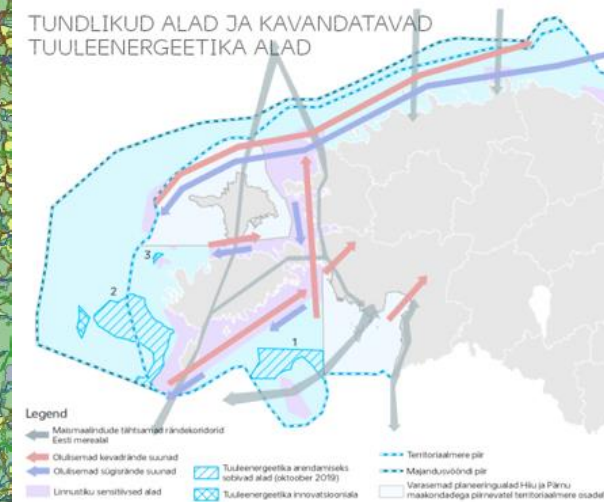 TUNDLIKUD ALAD JA KAVANDATAVAD
TUULEENERGEETIKA ALAD
3
2
1
Legend
Maismaalindude tähtsamad rändekoridorid
Eesti merealal
Olulisemad kevadrände suunad
Olulisemad sügisrände suunad
Linnustiku sensitiivsed alad
Tuuleenergeetika arendamiseks
sobivad alad (oktoober 2019)
Tuuleenergeetika innovatsiooniala
Territoriaalmere piir
Majandusvööndi piir
Varasemad planeeringualad Hiiu ja Pärnu
maakondadega piirnevatel territoriaalmere osadel